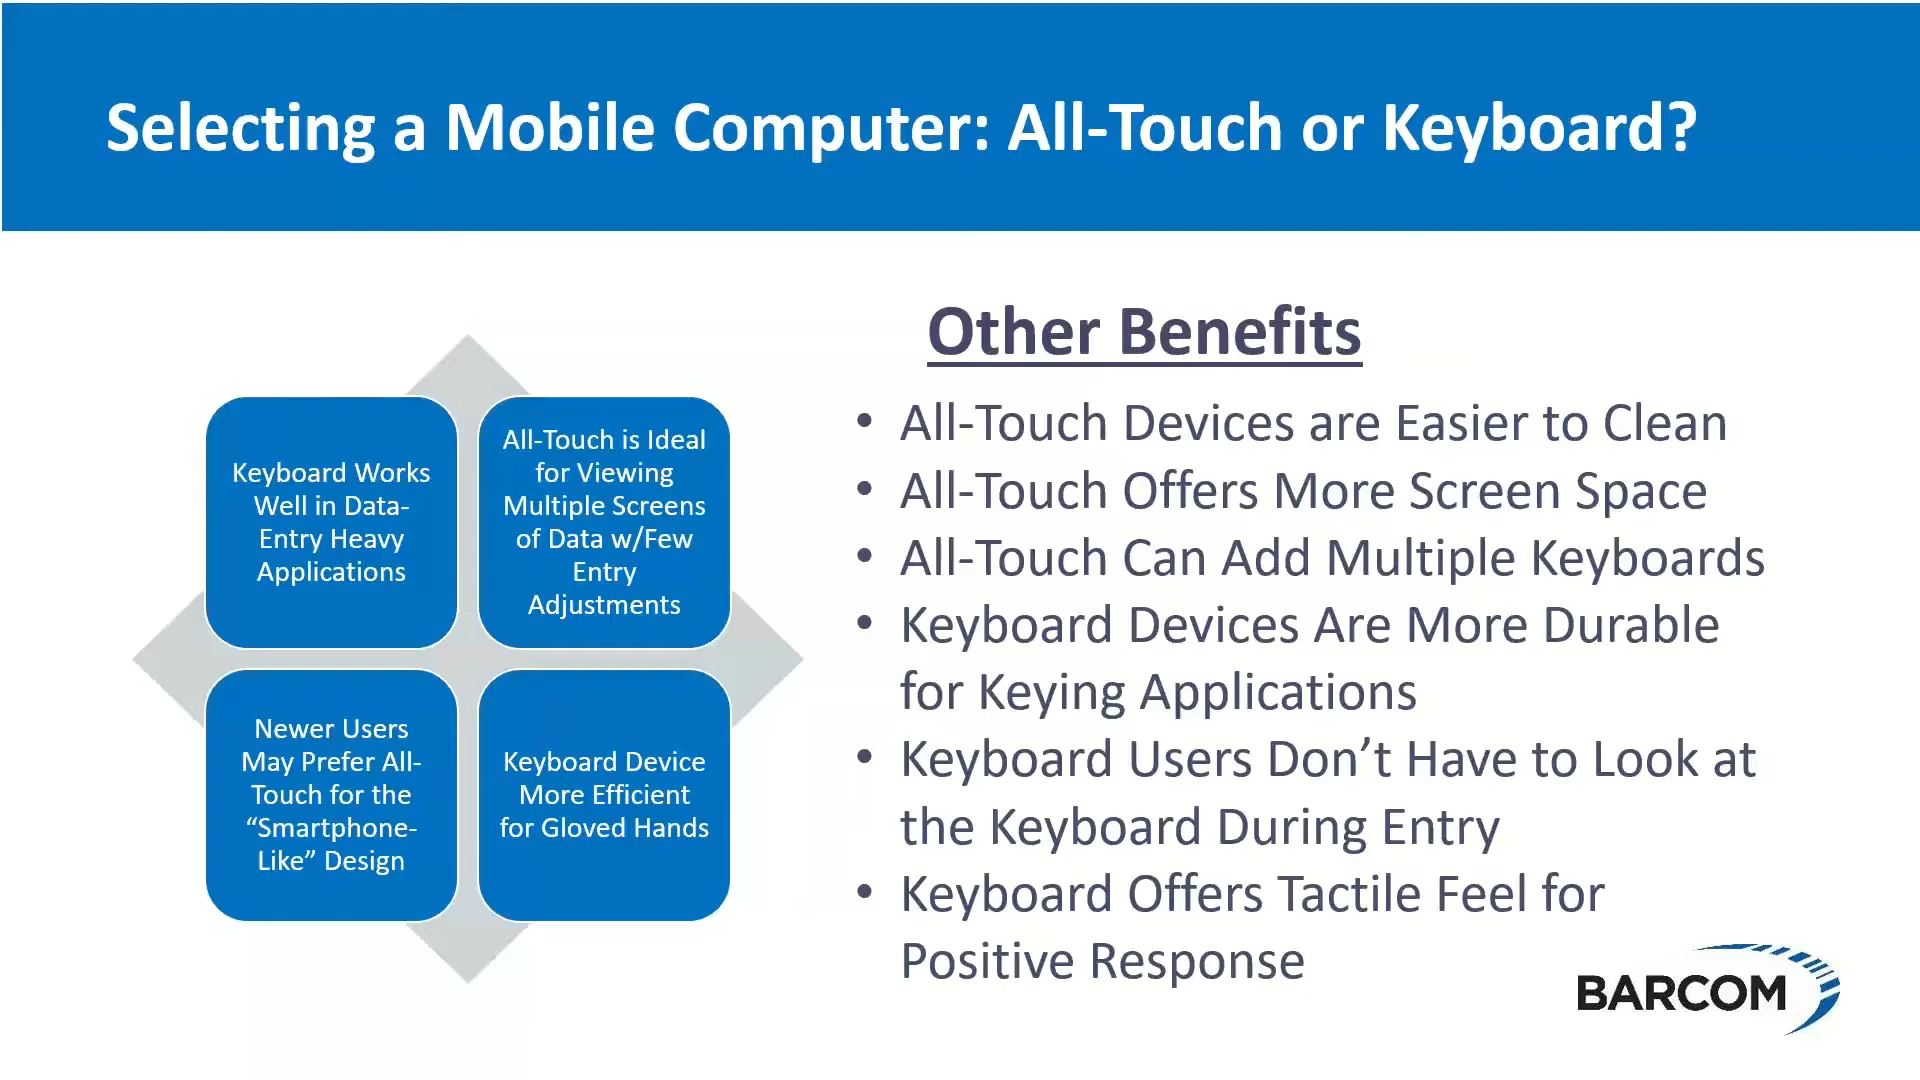 Selecting a Mobile Computer: All-Touch or Keyboard?
Keyboard Works
Well in Data-
Entry Heavy
Applications
All-Touch is Ideal
for Viewing
Multiple Screens
of Data w/Few
Entry
Adjustments
Newer Users
May Prefer All-
Touch for the
“Smartphone-
Like” Design
Keyboard Device
More Efficient
for Gloved Hands
Other Benefits
• All-Touch Devices are Easier to Clean
• All-Touch Offers More Screen Space
• All-Touch Can Add Multiple Keyboards
• Keyboard Devices Are More Durable
for Keying Applications
• Keyboard Users Don’t Have to Look at
the Keyboard During Entry
• Keyboard Offers Tactile Feel for
Positive Response
BARCOM